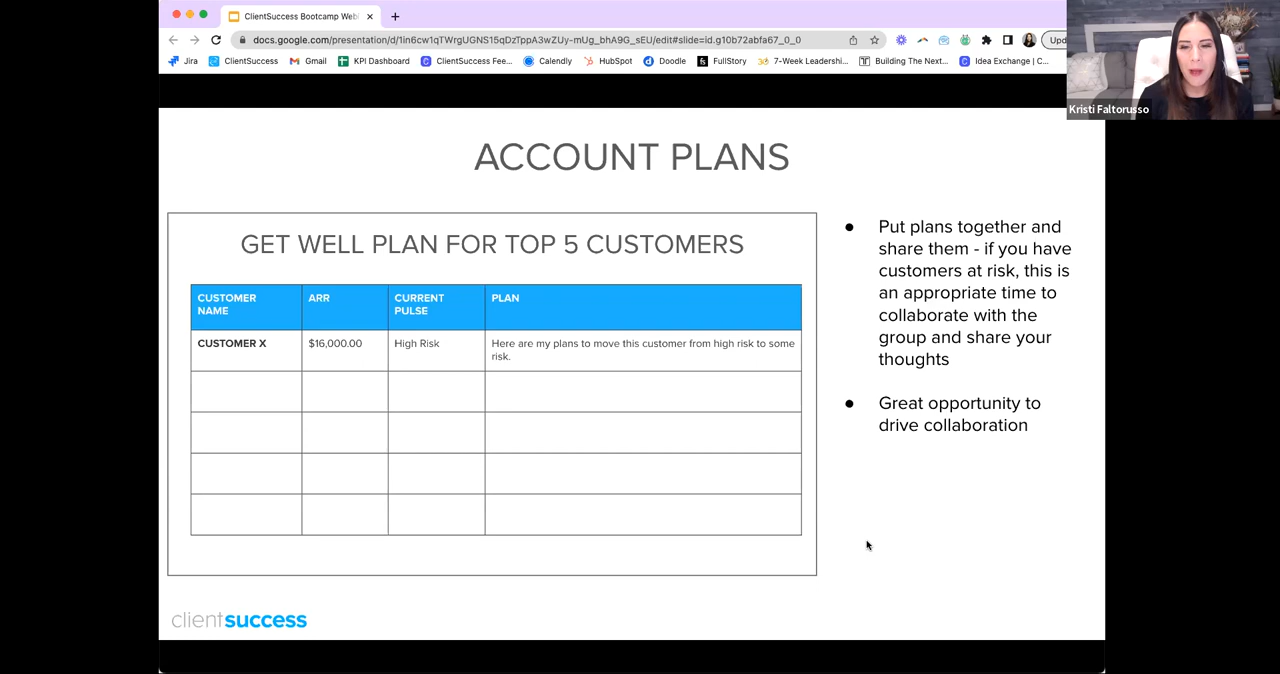 ClientSuccess Bootcamp Webi
docs.google.com/presentation/d/1in6cw1qTWrgUGNS15qDzTppA3wZUy-mUg_bhA9G_sEU/edit#slide=id.g10b72abfa67_0_0
Upd
Jira
ClientSuccess
Gmail
KPI Dashboard
ClientSuccess Fee...
Calendly
HubSpot
Doodle
FullStory
7-Week Leadershi...
Building The Next...
Idea Exchange | C...
Kristi Faltorusso
ACCOUNT PLANS
GET WELL PLAN FOR TOP 5 CUSTOMERS
CUSTOMER NAME
ARR
CURRENT PULSE
PLAN
CUSTOMER X
$16,000.00
High Risk
Here are my plans to move this customer from high risk to some
risk.
● Put plans together and
share them - if you have
customers at risk, this is
an appropriate time to
collaborate with the
group and share your
thoughts
● Great opportunity to
drive collaboration
clientsuccess